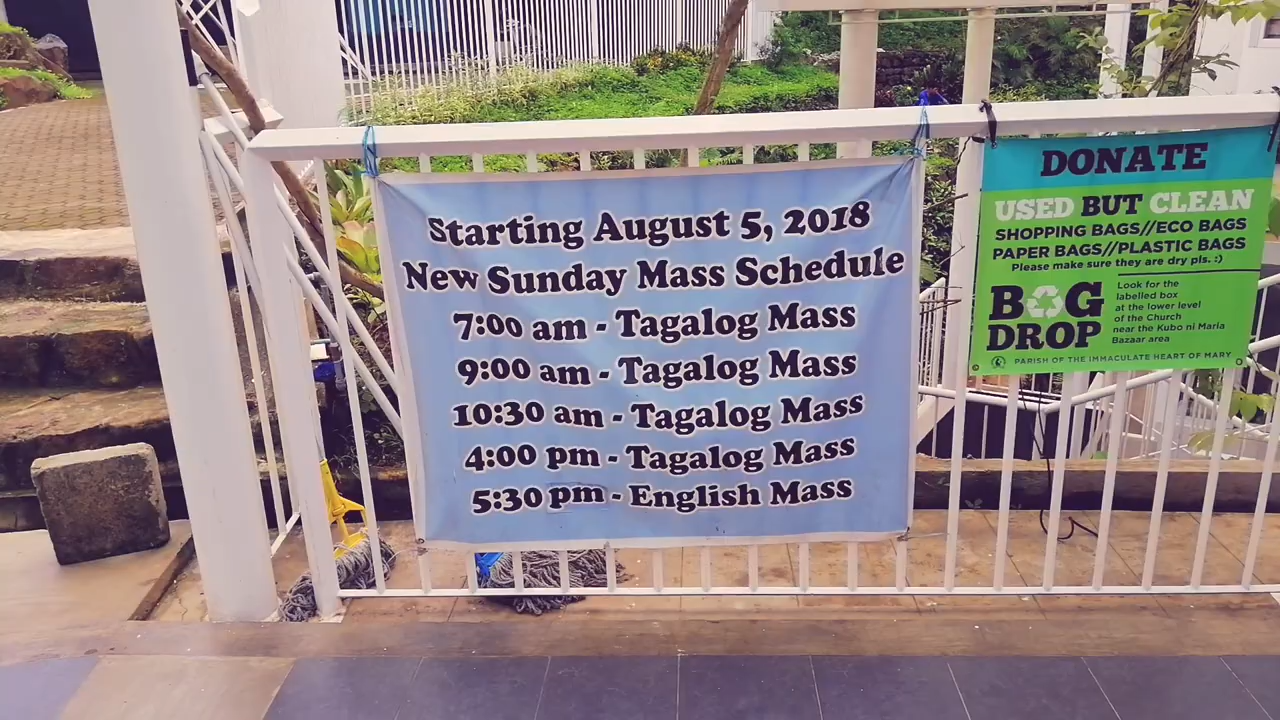 Starting August 5, 2018
New Sunday Mass Schedule
7:00 am - Tagalog Mass
9:00 am - Tagalog Mass
10:30 am - Tagalog Mass
4:00 pm - Tagalog Mass
5:30 pm - English Mass
DONATE
USED BUT CLEAN
SHOPPING BAGS//ECO BAGS
PAPER BAGS//PLASTIC BAGS
Please make sure they are dry pls. :)
BAG
DROP
Look for the
labelled box
at the lower level
of the Church
near the Kubo ni Maria
Bazaar area
PARISH OF THE IMMACULATE HEART OF MARY